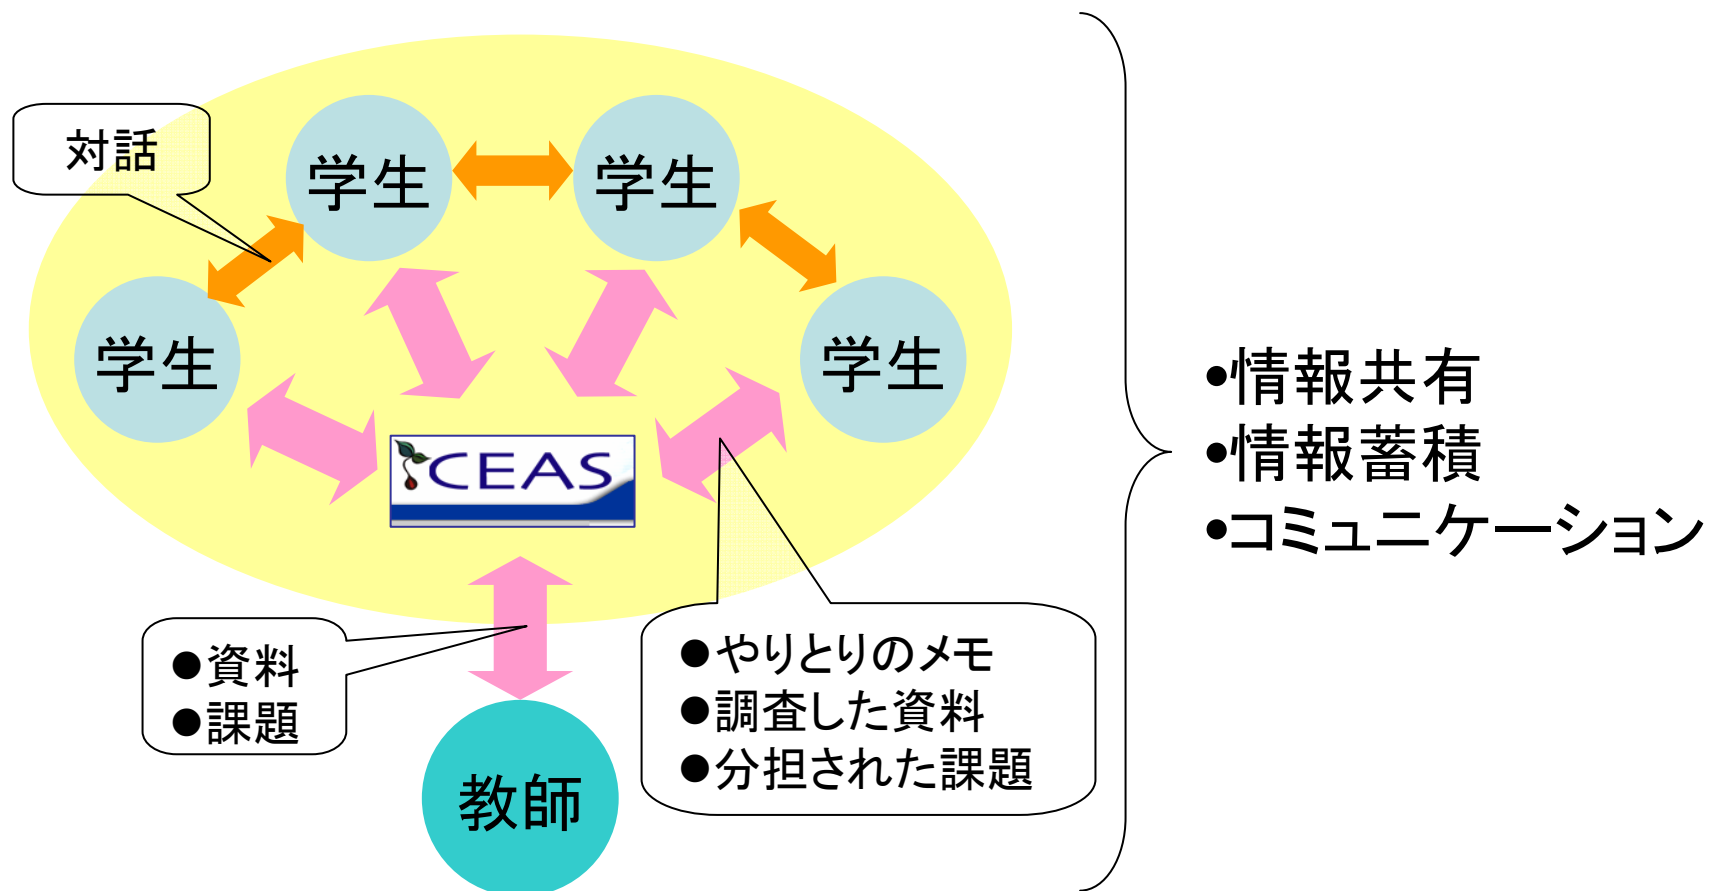 対話
学生
学生
学生
学生
CEAS
●資料
●課題
●やりとりのメモ
●調査した資料
●分担された課題
教師
•情報共有
•情報蓄積
•コミュニケーション